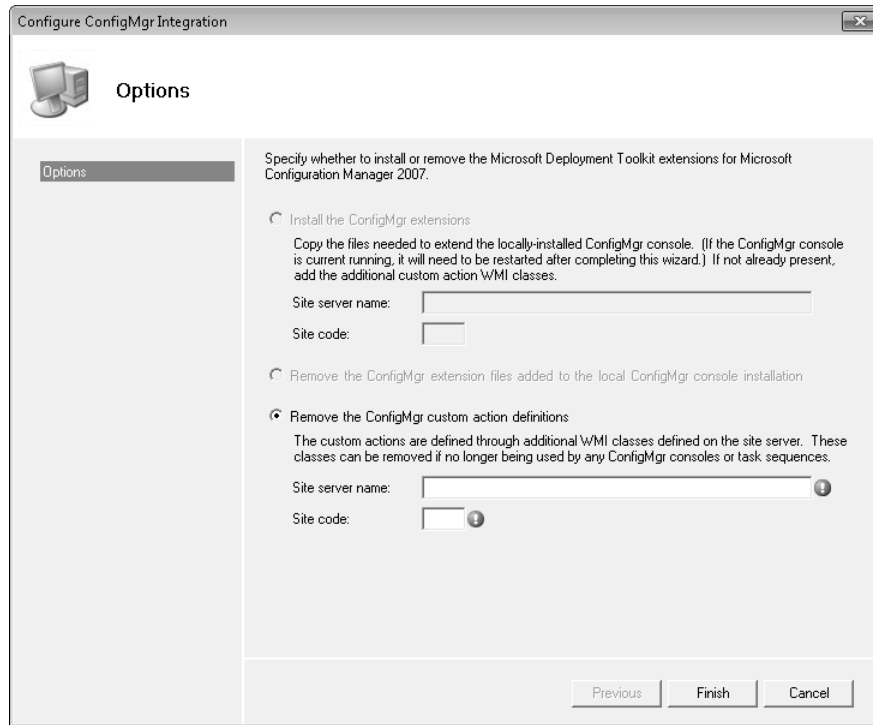 Configure ConfigMgr Integration
Options
Options
Specify whether to install or remove the Microsoft Deployment Toolkit extensions for Microsoft
Configuration Manager 2007.
Install the ConfigMgr extensions
Copy the files needed to extend the locally-installed ConfigMgr console. (If the ConfigMgr console
is current running, it will need to be restarted after completing this wizard.) If not already present,
add the additional custom action WMI classes.
Site server name:
Site code:
Remove the ConfigMgr extension files added to the local ConfigMgr console installation
Remove the ConfigMgr custom action definitions
The custom actions are defined through additional WMI classes defined on the site server. These
classes can be removed if no longer being used by any ConfigMgr consoles or task sequences.
Site server name:
Site code:
Previous
Finish
Cancel